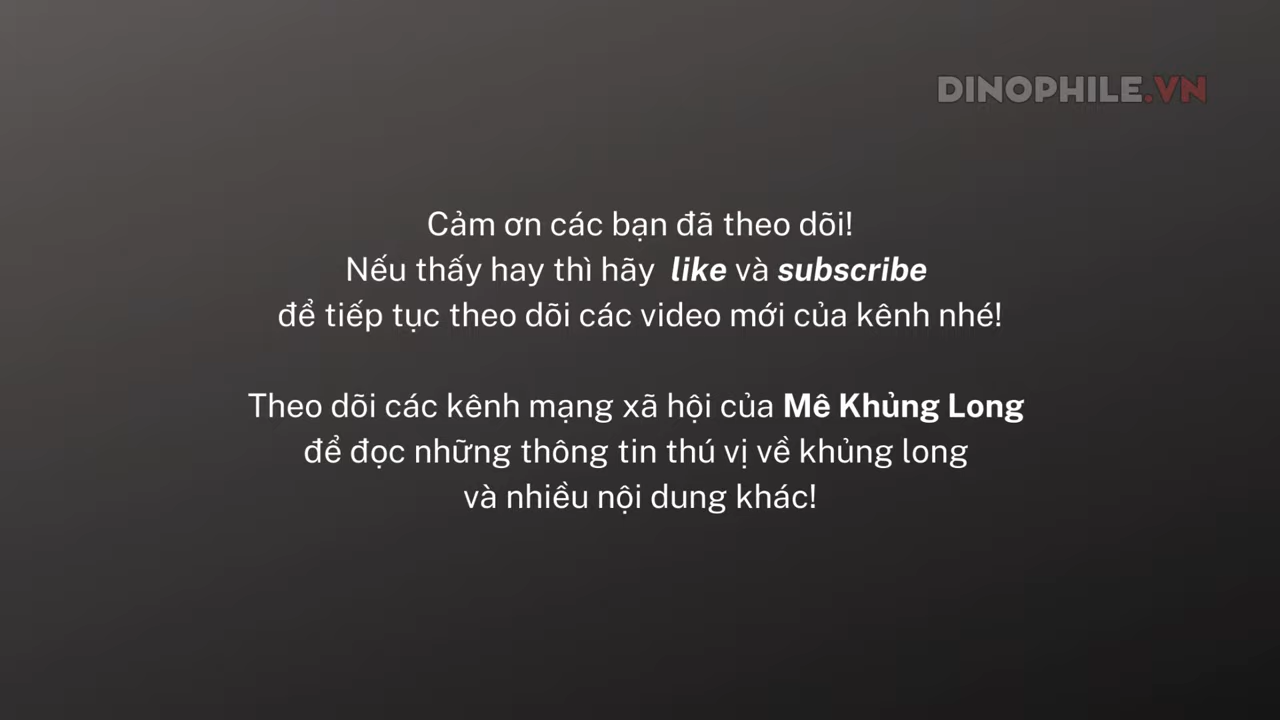 DINOPHILE.VN
Cảm ơn các bạn đã theo dõi!
Nếu thấy hay thì hãy like và subscribe
để tiếp tục theo dõi các video mới của kênh nhé!
Theo dõi các kênh mạng xã hội của Mê Khủng Long
để đọc những thông tin thú vị về khủng long
và nhiều nội dung khác!